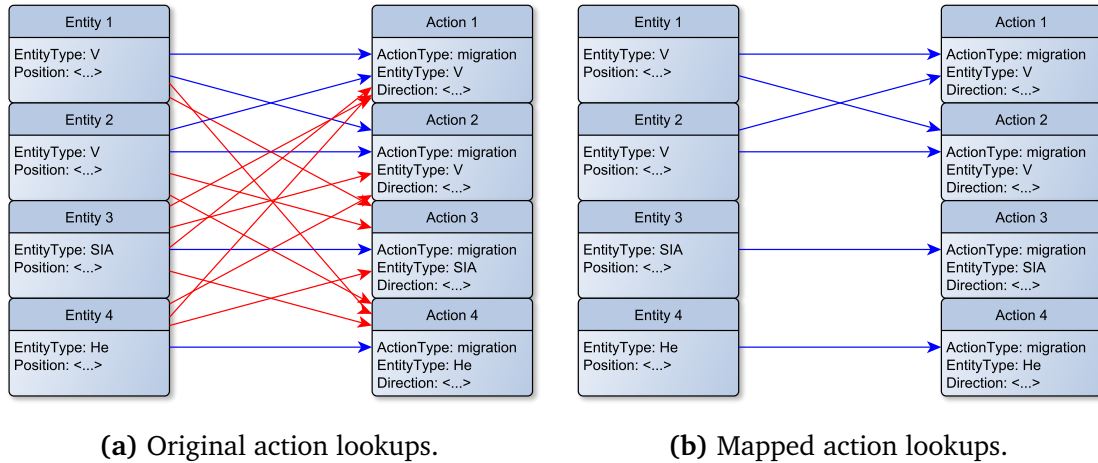 Entity 1
EntityType: V
Position: <...>
Entity 2
EntityType: V
Position: <...>
Entity 3
EntityType: SIA
Position: <...>
Entity 4
EntityType: He
Position: <...>
Action 1
ActionType: migration
EntityType: V
Direction: <...>
Action 2
ActionType: migration
EntityType: V
Direction: <...>
Action 3
ActionType: migration
EntityType: SIA
Direction: <...>
Action 4
ActionType: migration
EntityType: He
Direction: <...>
(a) Original action lookups.
Entity 1
EntityType: V
Position: <...>
Entity 2
EntityType: V
Position: <...>
Entity 3
EntityType: SIA
Position: <...>
Entity 4
EntityType: He
Position: <...>
Action 1
ActionType: migration
EntityType: V
Direction: <...>
Action 2
ActionType: migration
EntityType: V
Direction: <...>
Action 3
ActionType: migration
EntityType: SIA
Direction: <...>
Action 4
ActionType: migration
EntityType: He
Direction: <...>
(b) Mapped action lookups.